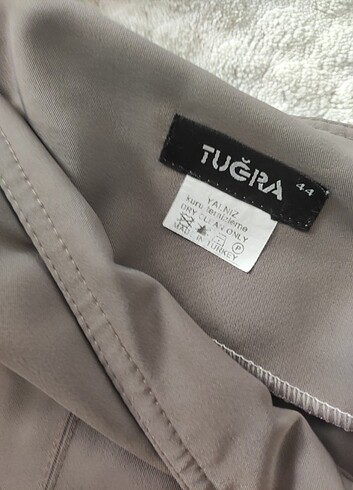 TUĞRA 44
YALNIZ
kuru temizleme
DRY CLEAN ONLY
P
MADE IN TURKEY